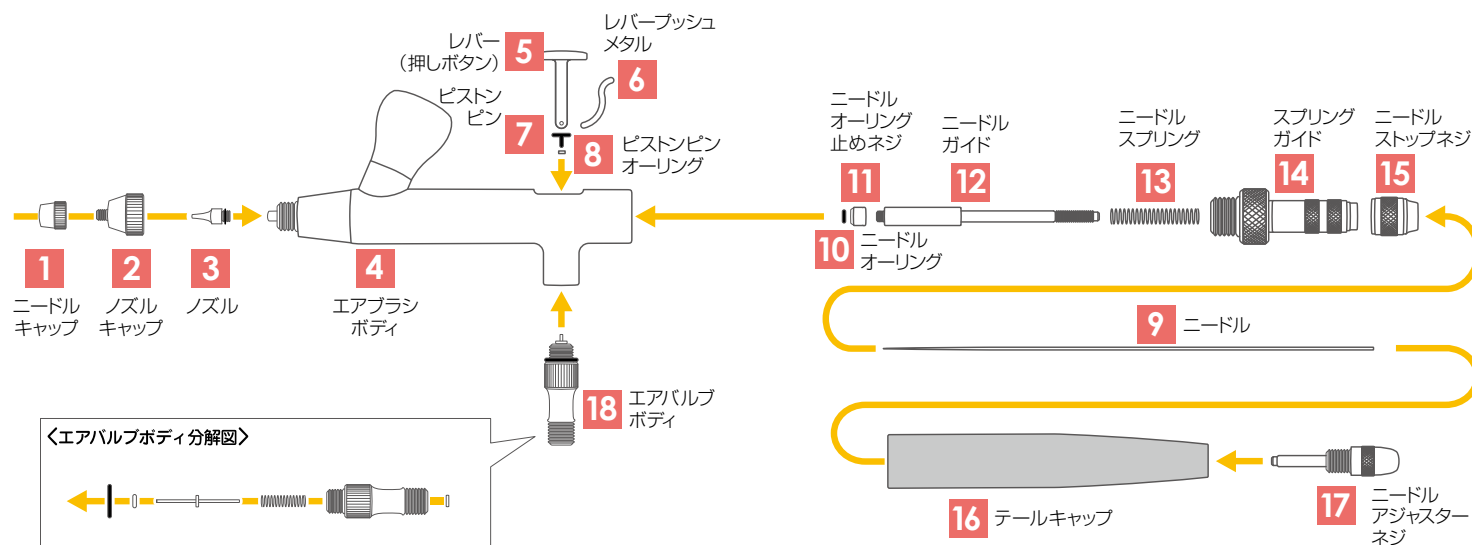 1
ニードル
キャップ
2
ノズル
キャップ
3
ノズル
4
エアブラシ
ボディ
レバー
(押しボタン)
5
レバープッシュ
メタル
6
ピストン
ピン
7
8
ピストンピン
オーリング
9
ニードル
10
ニードル
オーリング
ニードル
オーリング
止めネジ
11
ニードル
ガイド
12
ニードル
スプリング
13
スプリング
ガイド
14
ニードル
ストップネジ
15
16
テールキャップ
17
ニードル
アジャスター
ネジ
18
エアバルブ
ボディ
〈エアバルブボディ分解図〉